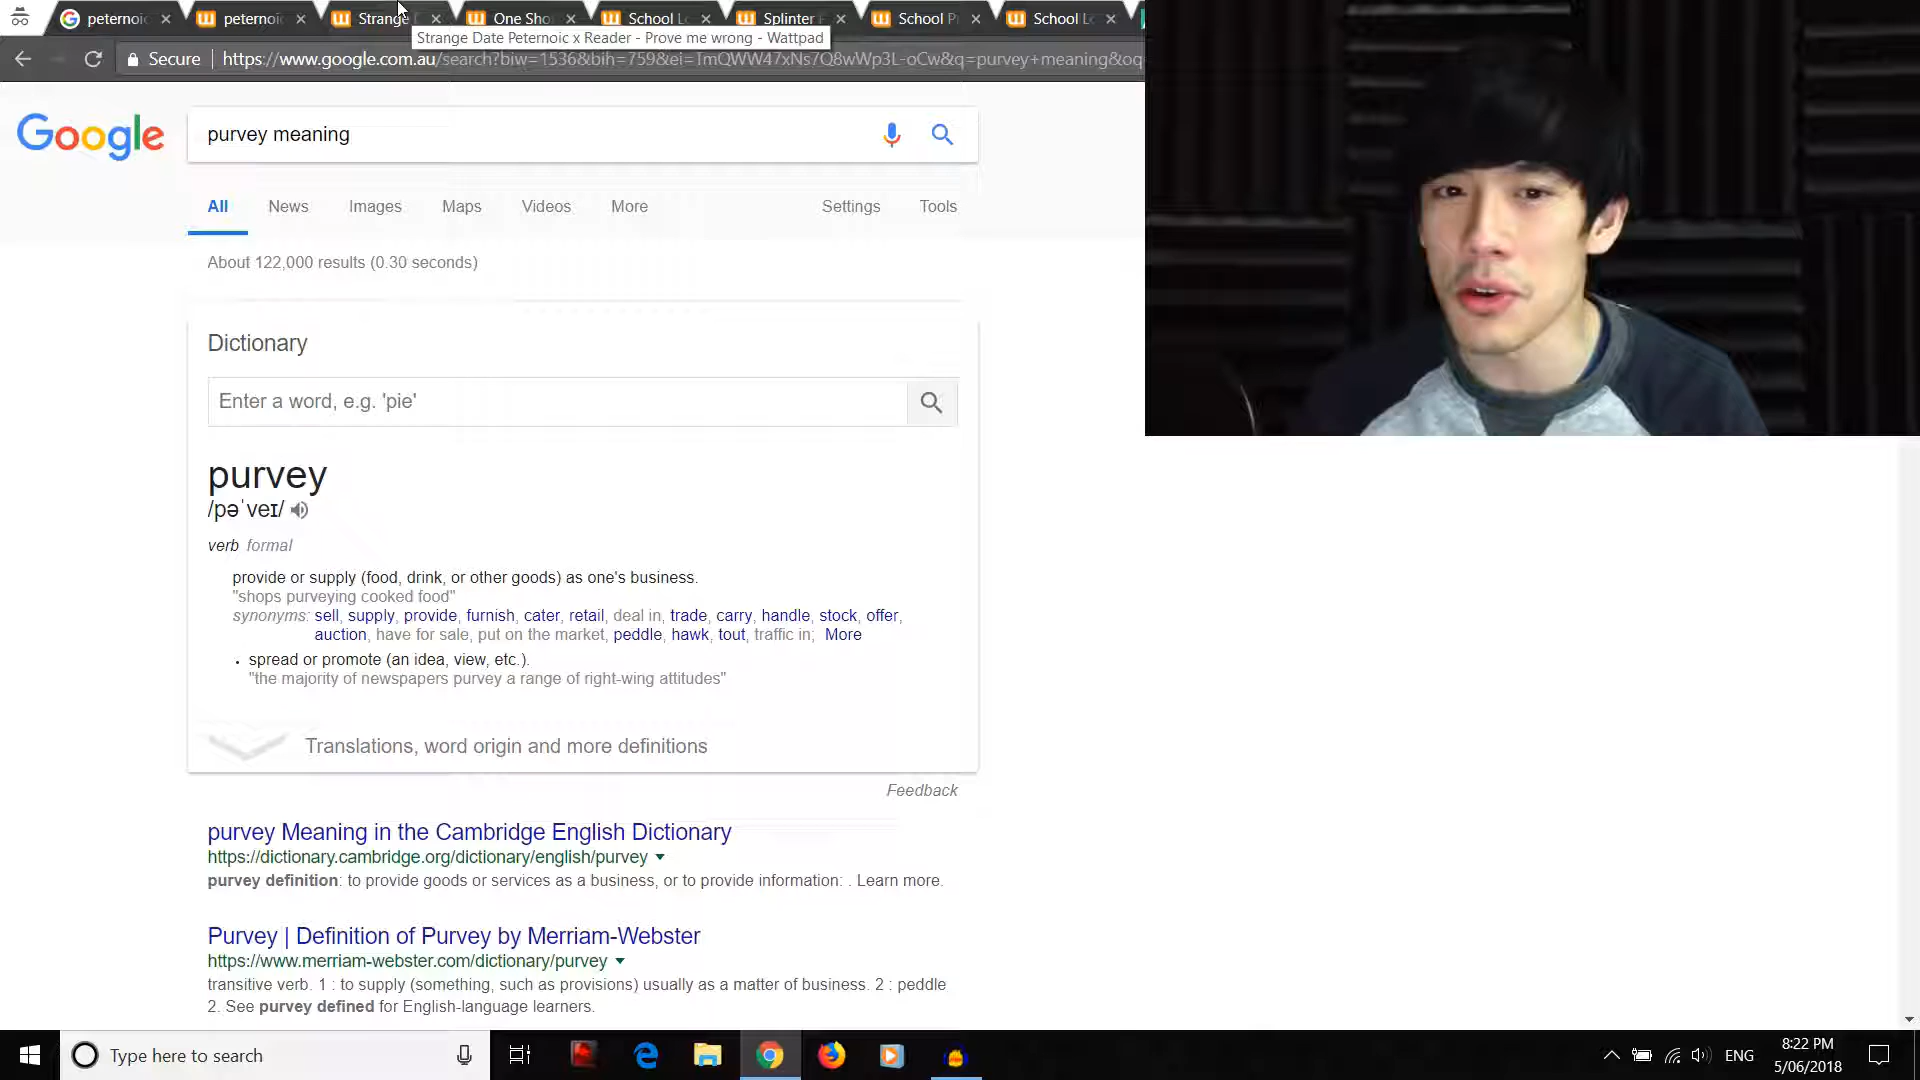 peternoic
peternoic
Strange
One Sho
School Lo
Splinter
School P
School Lo
Strange Date Peternoic x Reader - Prove me wrong - Wattpad
Secure
https://www.google.com.au/search?biw=1536&bih=759&ei=TmQWW47xNs7Q8wWp3L-oCw&q=purvey+meaning&oq
Google
purvey meaning
All News Images Maps Videos More Settings Tools
About 122,000 results (0.30 seconds)
Dictionary
Enter a word, e.g. 'pie'
purvey
/pəˈveɪ/
verb formal
provide or supply (food, drink, or other goods) as one's business.
"shops purveying cooked food"
synonyms: sell, supply, provide, furnish, cater, retail, deal in, trade, carry, handle, stock, offer,
auction, have for sale, put on the market, peddle, hawk, tout, traffic in; More
• spread or promote (an idea, view, etc.).
"the majority of newspapers purvey a range of right-wing attitudes"
Translations, word origin and more definitions
Feedback
purvey Meaning in the Cambridge English Dictionary
https://dictionary.cambridge.org/dictionary/english/purvey
purvey definition: to provide goods or services as a business, or to provide information: . Learn more.
Purvey | Definition of Purvey by Merriam-Webster
https://www.merriam-webster.com/dictionary/purvey
transitive verb. 1 : to supply (something, such as provisions) usually as a matter of business. 2 : peddle
2. See purvey defined for English-language learners.
Type here to search
ENG
8:22 PM
5/06/2018